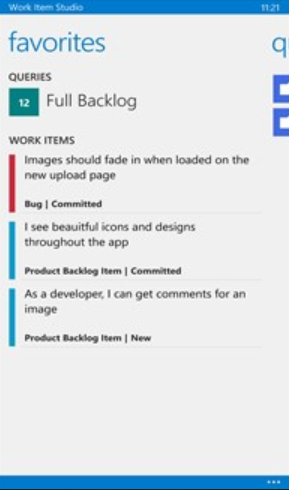 Work Item Studio 11:21
favorites q
QUERIES
12 Full Backlog
WORK ITEMS
Images should fade in when loaded on the
new upload page
Bug | Committed
I see beauitful icons and designs
throughout the app
Product Backlog Item | Committed
As a developer, I can get comments for an
image
Product Backlog Item | New